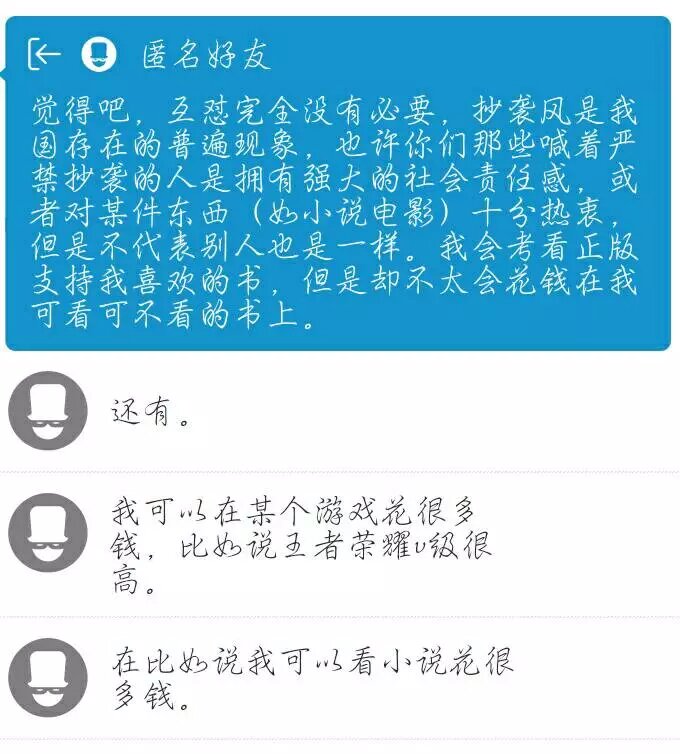 匿名好友
觉得吧，互怼完全没有必要，抄袭风是我
国存在的普遍现象，也许你们那些喊着严
禁抄袭的人是拥有强大的社会责任感，或
者对某件东西（如小说电影）十分热衷，
但是不代表别人也是一样。我会考看正版
支持我喜欢的书，但是却不太会花钱在我
可看可不看的书上。
还有。
我可以在某个游戏花很多
钱，比如说王者荣耀v级很
高。
在比如说我可以看小说花很
多钱。